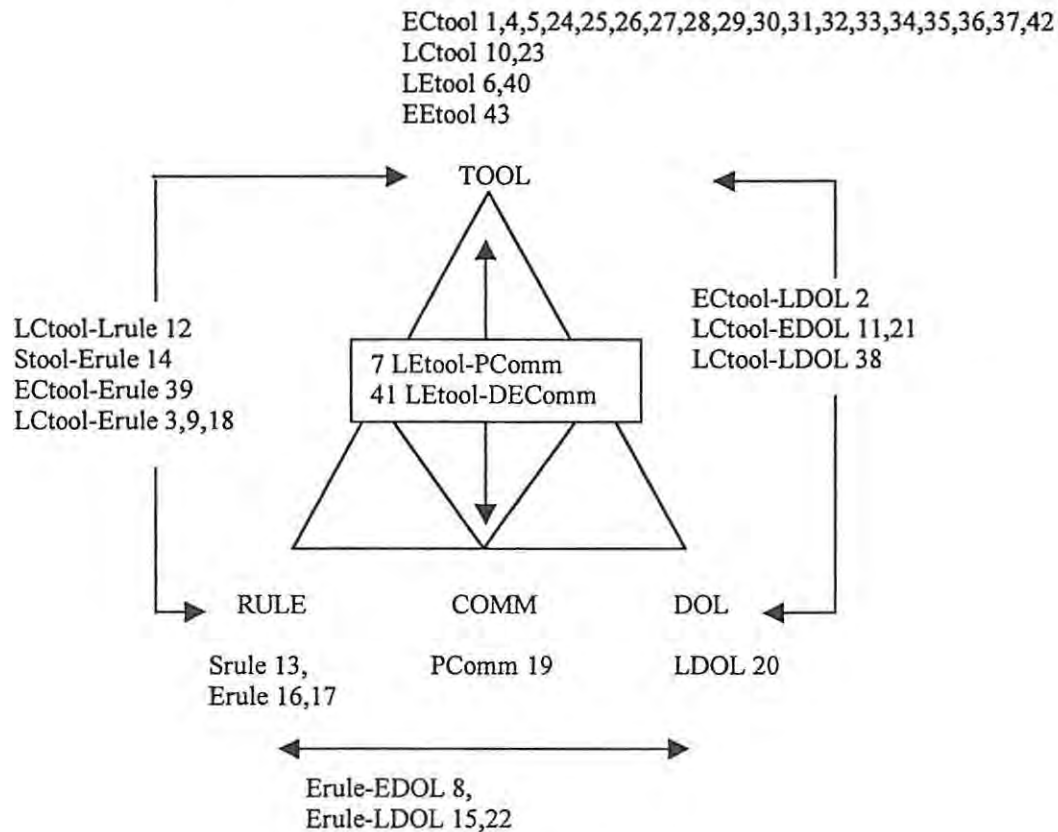 ECtool 1,4,5,24,25,26,27,28,29,30,31,32,33,34,35,36,37,42
LCtool 10,23
LEtool 6,40
EEtool 43
TOOL
LCtool-Lrule 12
Stool-Erule 14
ECtool-Erule 39
LCtool-Erule 3,9,18
7 LEtool-PComm
41 LEtool-DEComm
ECtool-LDOL 2
LCtool-EDOL 11,21
LCtool-LDOL 38
RULE
COMM
DOL
Srule 13,
Erule 16,17
PComm 19
LDOL 20
Erule-EDOL 8,
Erule-LDOL 15,22